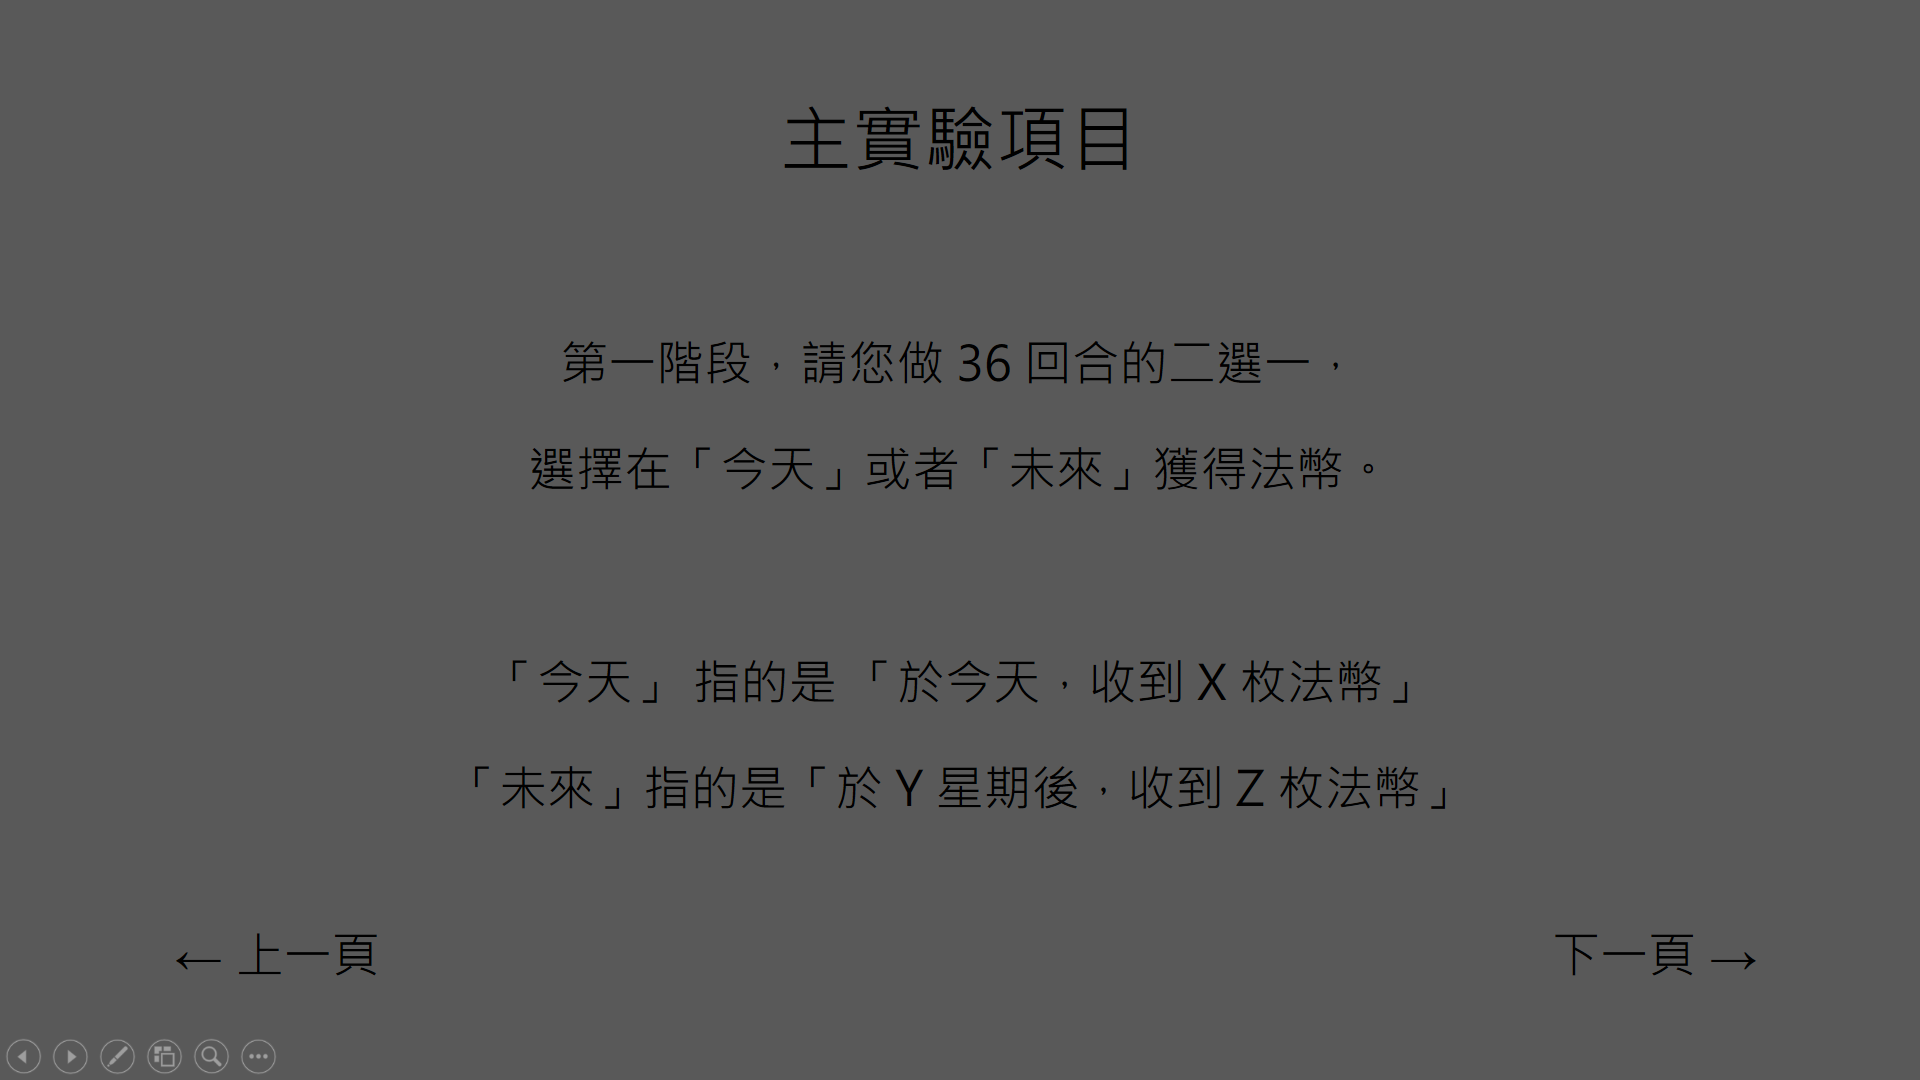 主實驗項目
第一階段，請您做 36 回合的二選一，
選擇在「今天」或者「未來」獲得法幣。
「今天」 指的是 「於今天，收到 X 枚法幣」
「未來」指的是「於 Y 星期後，收到 Z 枚法幣」
← 上一頁
下一頁 →